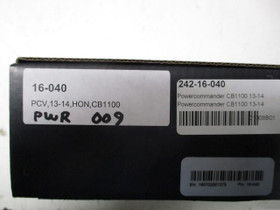 16-040
PCV,13-14,HON,CB1100
PWR 009
242-16-040
Powercommander CB1100 13-14
Powercommander CB1100 13-14